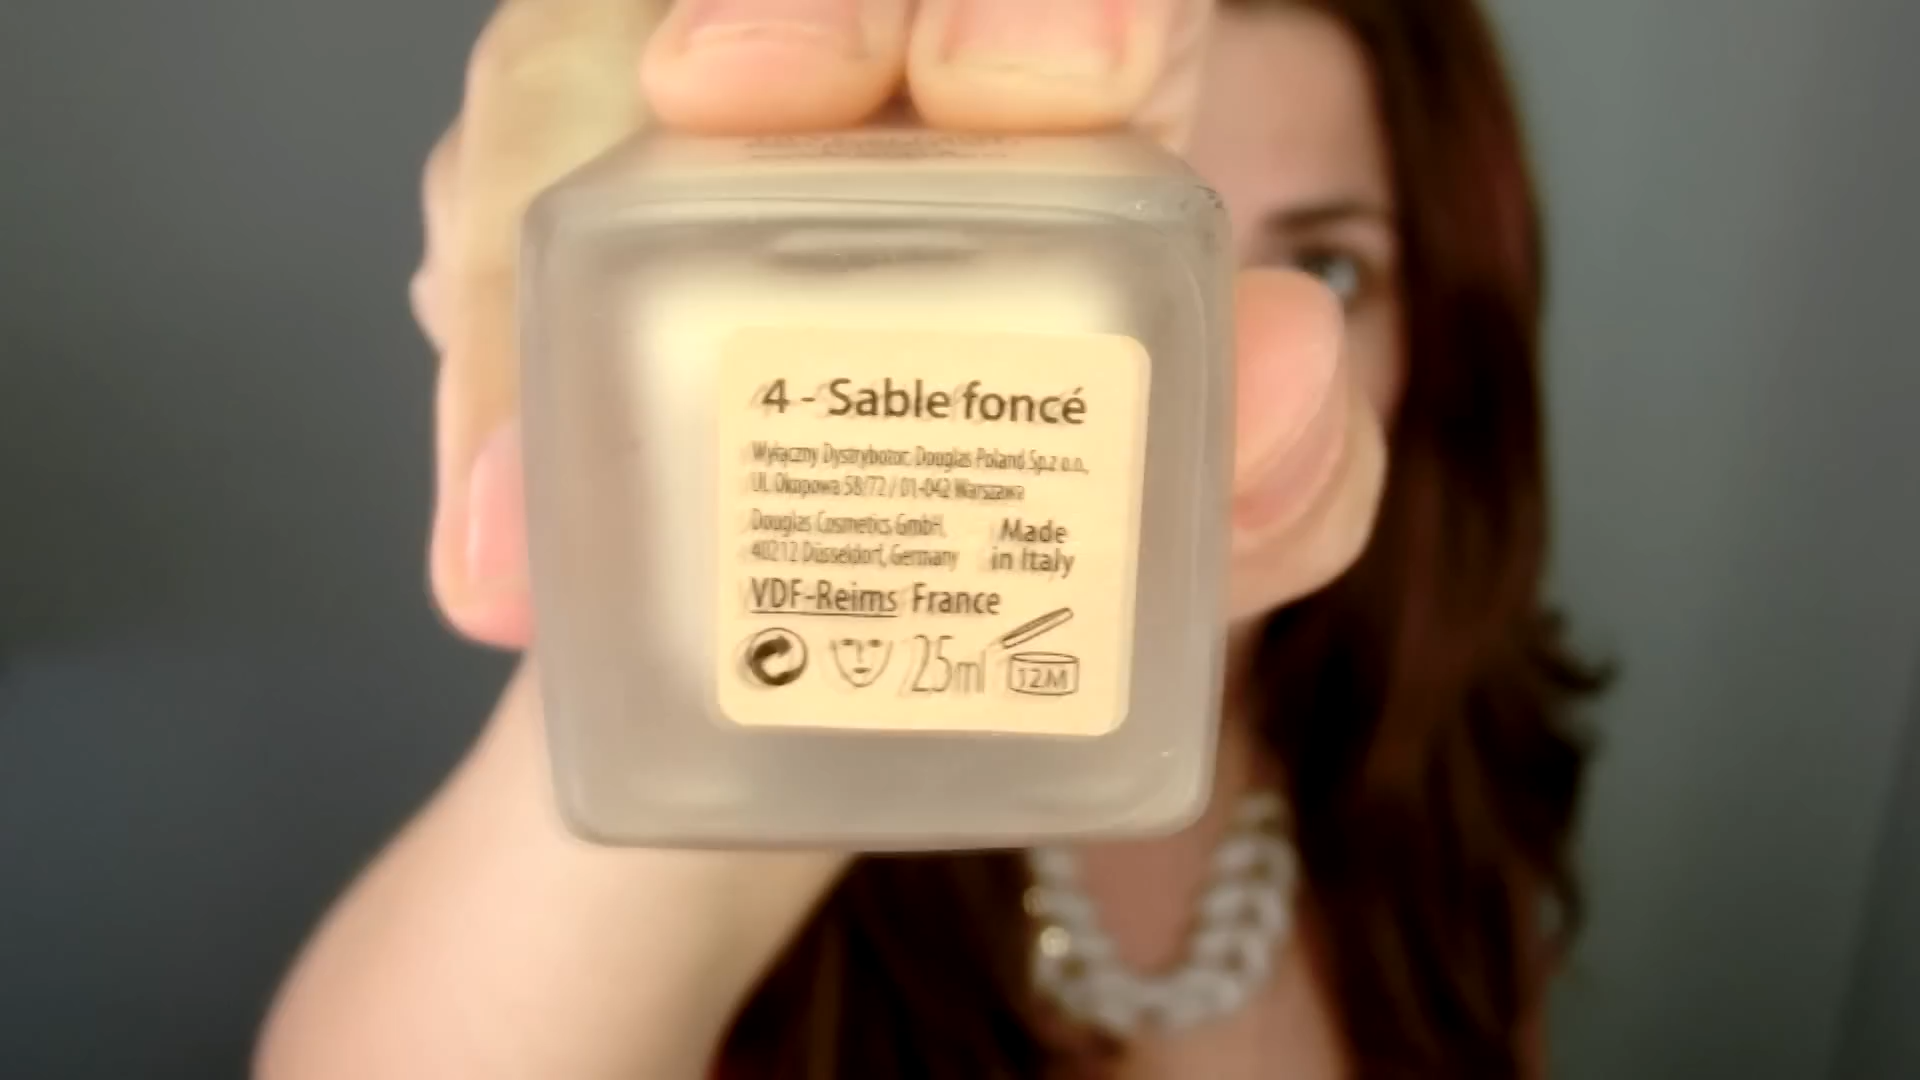 4 - Sable foncé
Wyłączny Dystrybotor: Douglas Poland Sp.z o.o.,
Ul. Okopowa 58/72 / 01-042 Warszawa
Douglas Cosmetics GmbH,
40212 Düsseldorf, Germany
Made
in Italy
VDF-Reims France
25ml
12M